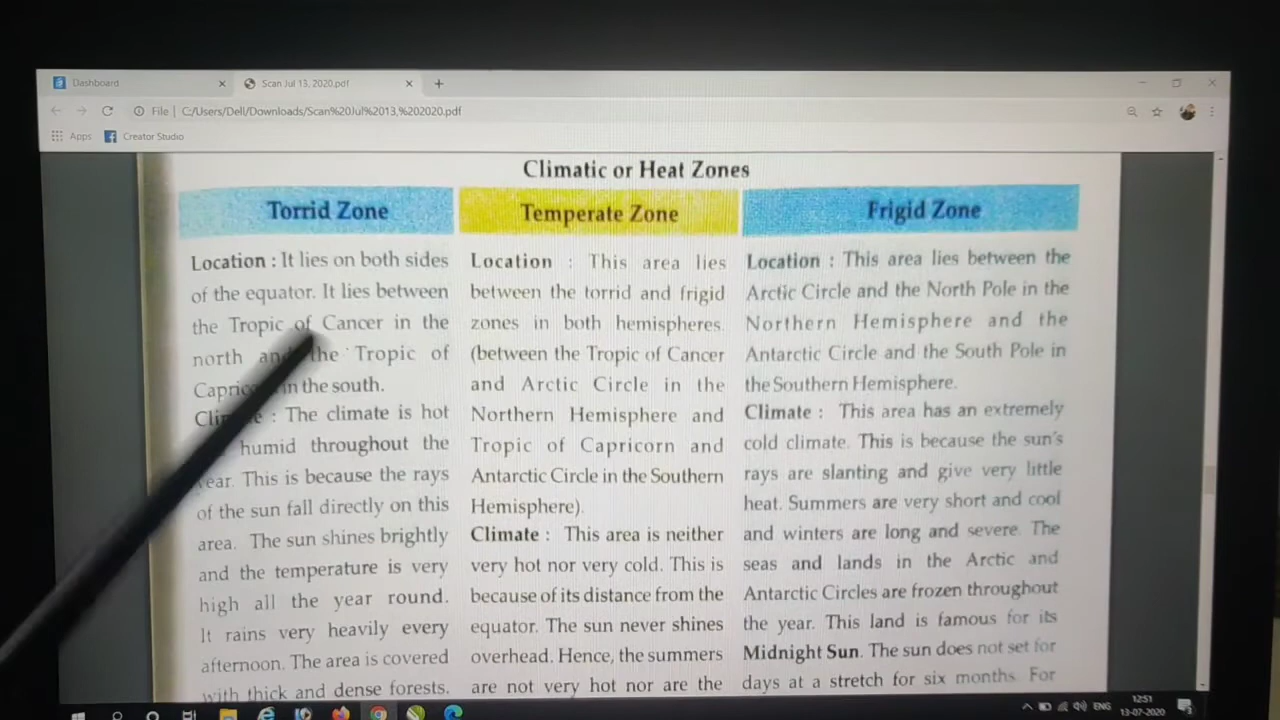 Dashboard
Scan Jul 13, 2020.pdf
File | C:/Users/Dell/Downloads/Scan%20Jul%2013,%202020.pdf
Apps
Creator Studio
Climatic or Heat Zones
Torrid Zone
Location : It lies on both sides
of the equator. It lies between
the Tropic of Cancer in the
north and the Tropic of
in the south.
: The climate is hot
humid throughout the
year. This is because the rays
of the sun fall directly on this
area. The sun shines brightly
and the temperature is very
high all the year round.
It rains very heavily every
afternoon. The area is covered
with thick and dense forests.
Temperate Zone
Location : This area lies
between the torrid and frigid
zones in both hemispheres.
(between the Tropic of Cancer
and Arctic Circle in the
Northern Hemisphere and
Tropic of Capricorn and
Antarctic Circle in the Southern
Hemisphere).
Climate : This area is neither
very hot nor very cold. This is
because of its distance from the
equator. The sun never shines
overhead. Hence, the summers
are not very hot nor are the
Frigid Zone
Location : This area lies between the
Arctic Circle and the North Pole in the
Northern Hemisphere and the
Antarctic Circle and the South Pole in
the Southern Hemisphere.
Climate : This area has an extremely
cold climate. This is because the sun's
rays are slanting and give very little
heat. Summers are very short and cool
and winters are long and severe. The
seas and lands in the Arctic and
Antarctic Circles are frozen throughout
the year. This land is famous for its
Midnight Sun. The sun does not set for
days at a stretch for six months. For
ENG
12:51
13-07-2020